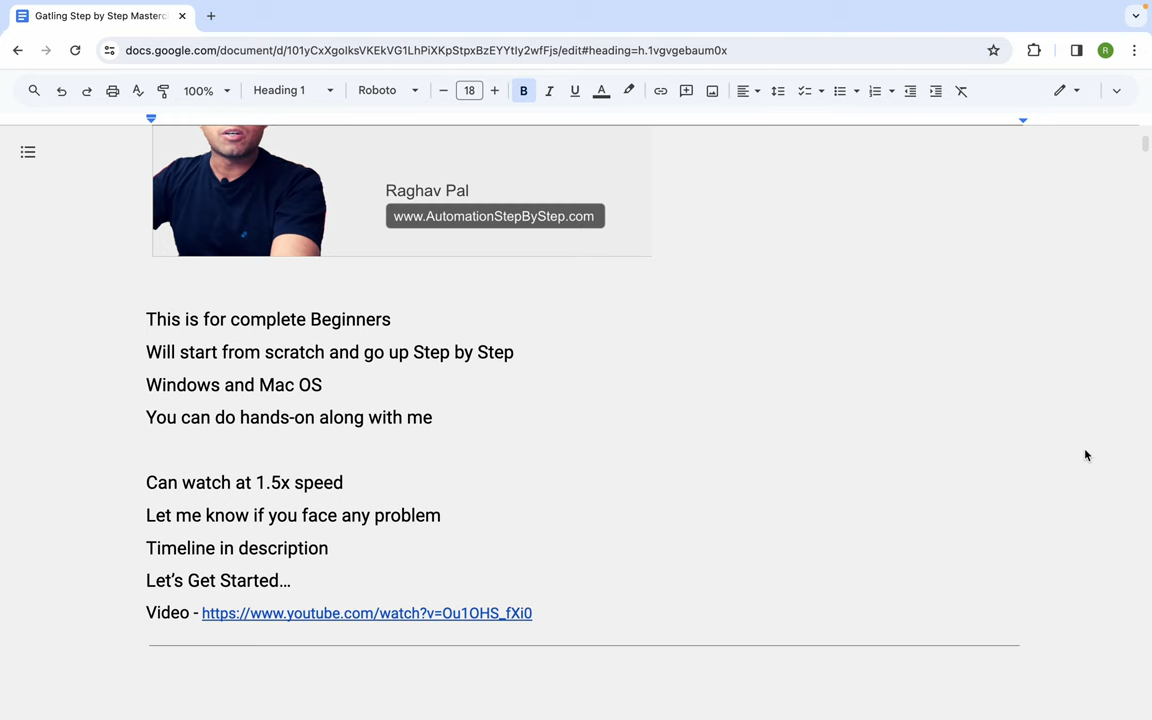 Gatling Step by Step Masterc
docs.google.com/document/d/101yCxXgoIksVKEkVG1LhPiXKpStpxBzEYYtIy2wfFjs/edit#heading=h.1vgvgebaum0x
R
100%
Heading 1
Roboto
18
B
I
U
A
Raghav Pal
www.AutomationStepByStep.com
This is for complete Beginners
Will start from scratch and go up Step by Step
Windows and Mac OS
You can do hands-on along with me
Can watch at 1.5x speed
Let me know if you face any problem
Timeline in description
Let’s Get Started…
Video - https://www.youtube.com/watch?v=Ou1OHS_fXi0